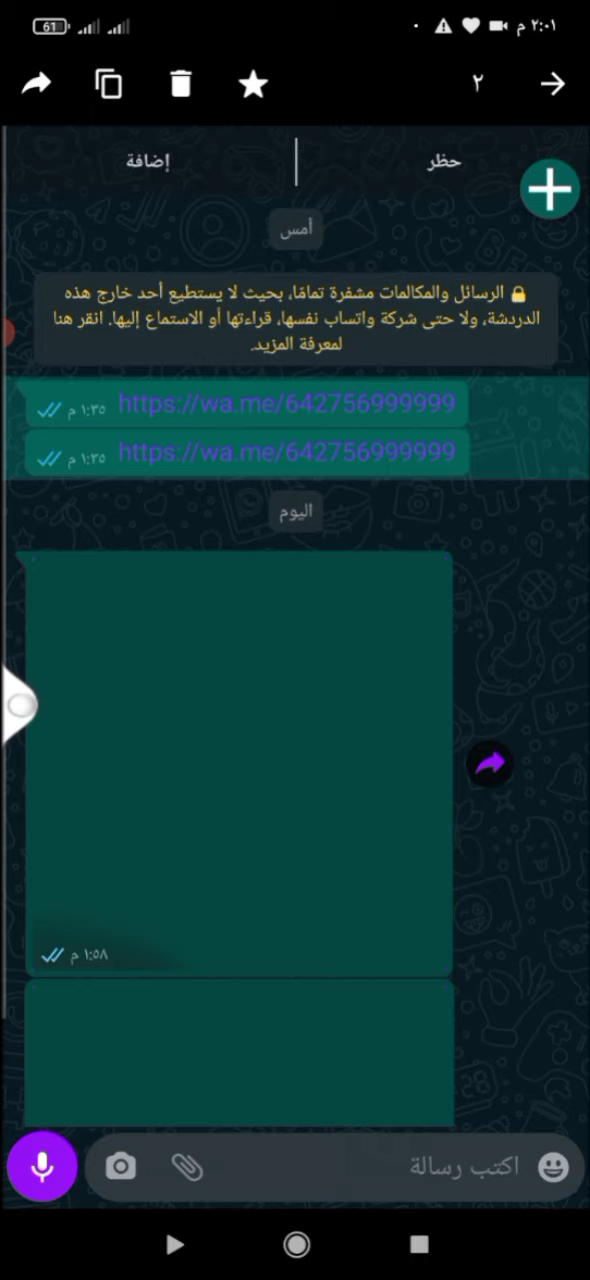 ٢:٠١ م
61
٢
حظر
إضافة
أمس
الرسائل والمكالمات مشفرة تمامًا، بحيث لا يستطيع أحد خارج هذه
الدردشة، ولا حتى شركة واتساب نفسها، قراءتها أو الاستماع إليها. انقر هنا
لمعرفة المزيد.
https://wa.me/642756999999 ١:٣٥ م
https://wa.me/642756999999 ١:٣٥ م
اليوم
١:٥٨ م
اكتب رسالة